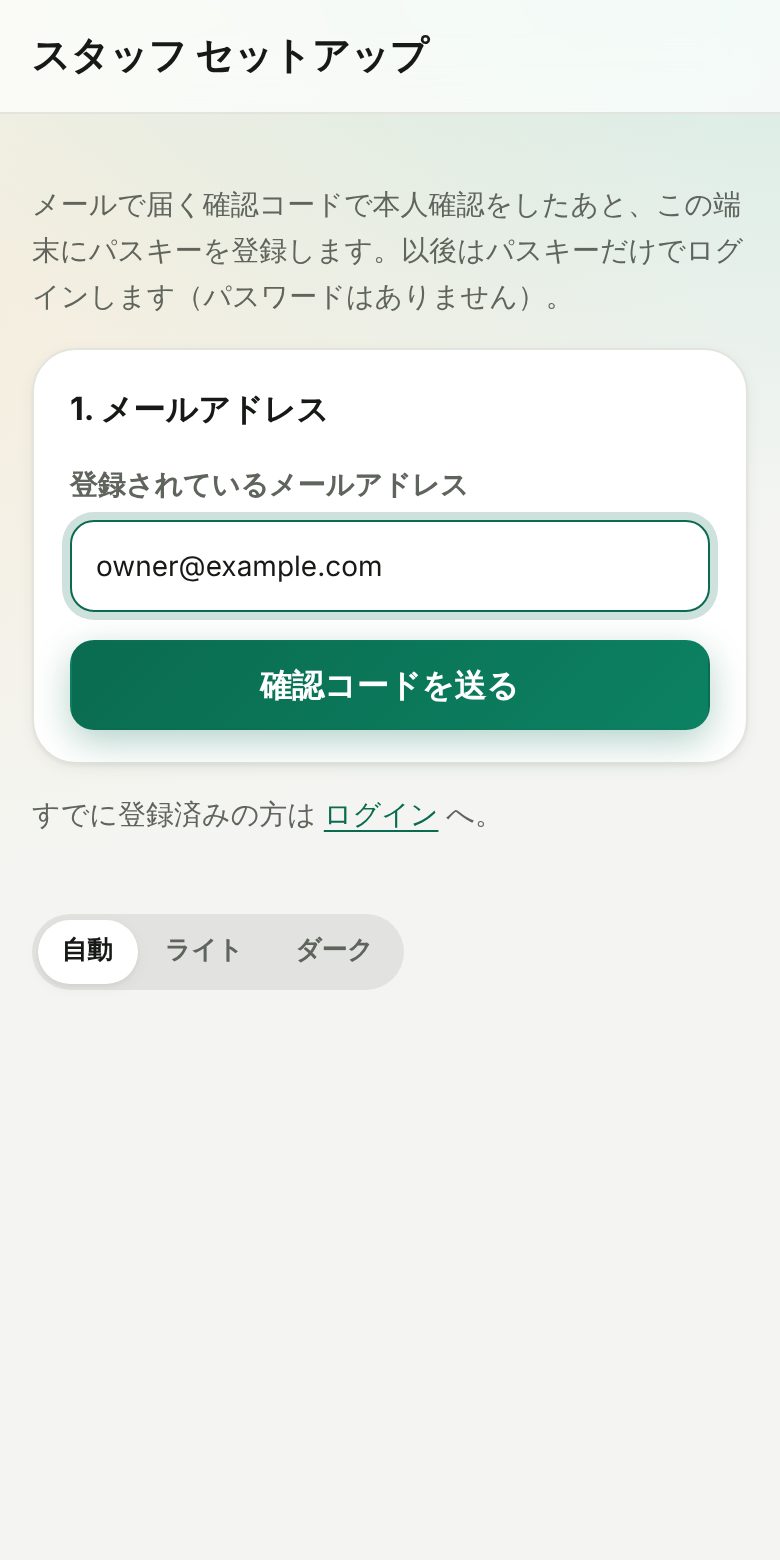 スタッフ セットアップ
メールで届く確認コードで本人確認をしたあと、この端
末にパスキーを登録します。以後はパスキーだけでログ
インします（パスワードはありません）。
1. メールアドレス
登録されているメールアドレス
owner@example.com
確認コードを送る
すでに登録済みの方は ログイン へ。
自動 ライト ダーク